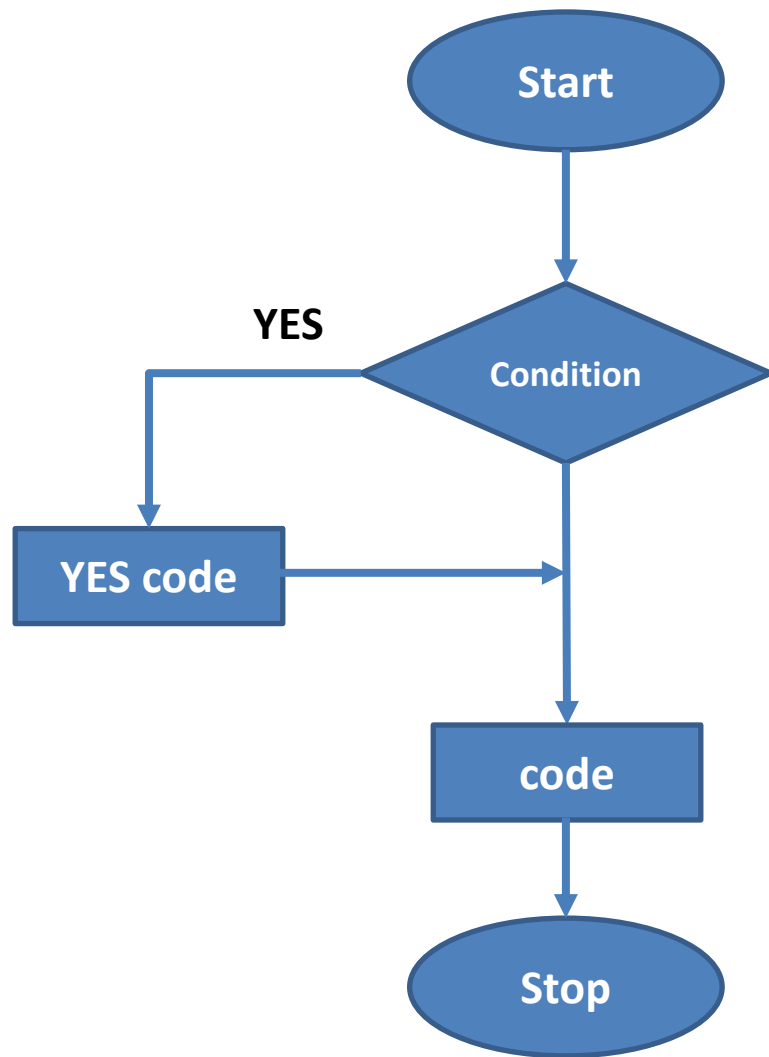 Start
YES
Condition
YES code
code
Stop